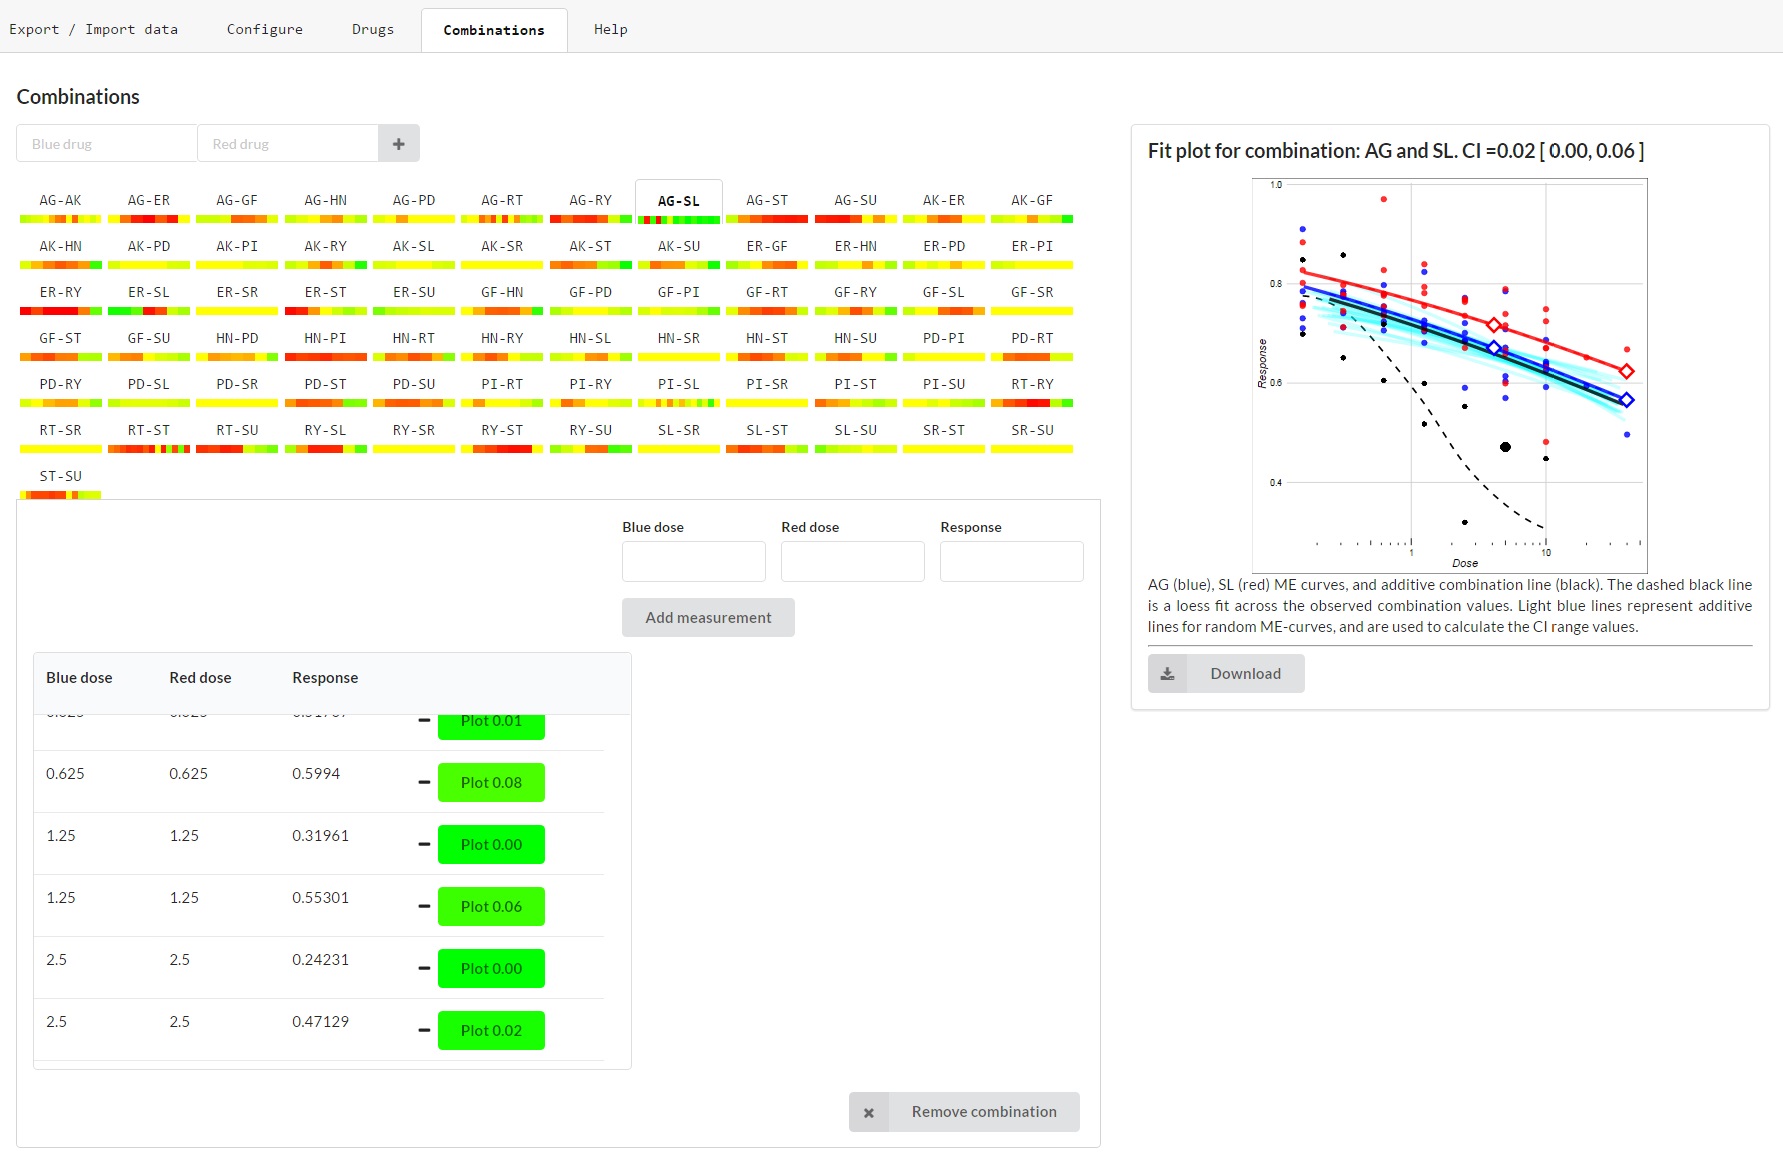 Export / Import data Configure Drugs Combinations Help
Combinations
Blue drug Red drug
AG-AK AG-ER AG-GF AG-HN AG-PD AG-RT AG-RY AG-SL AG-ST AG-SU AK-ER AK-GF
AK-HN AK-PD AK-PI AK-RY AK-SL AK-SR AK-ST AK-SU ER-GF ER-HN ER-PD ER-PI
ER-RY ER-SL ER-SR ER-ST ER-SU GF-HN GF-PD GF-PI GF-RT GF-RY GF-SL GF-SR
GF-ST GF-SU HN-PD HN-PI HN-RT HN-RY HN-SL HN-SR HN-ST HN-SU PD-PI PD-RT
PD-RY PD-SL PD-SR PD-ST PD-SU PI-RT PI-RY PI-SL PI-SR PI-ST PI-SU RT-RY
RT-SR RT-ST RT-SU RY-SL RY-SR RY-ST RY-SU SL-SR SL-ST SL-SU SR-ST SR-SU
ST-SU
Blue dose Red dose Response
Add measurement
Blue dose Red dose Response
Plot 0.01
0.625 0.625 0.5994 Plot 0.08
1.25 1.25 0.31961 Plot 0.00
1.25 1.25 0.55301 Plot 0.06
2.5 2.5 0.24231 Plot 0.00
2.5 2.5 0.47129 Plot 0.02
Remove combination
Fit plot for combination: AG and SL. CI =0.02 [ 0.00, 0.06 ]
1.0
0.8
Response
0.6
0.4
1 10
Dose
AG (blue), SL (red) ME curves, and additive combination line (black). The dashed black line
is a loess fit across the observed combination values. Light blue lines represent additive
lines for random ME-curves, and are used to calculate the CI range values.
Download